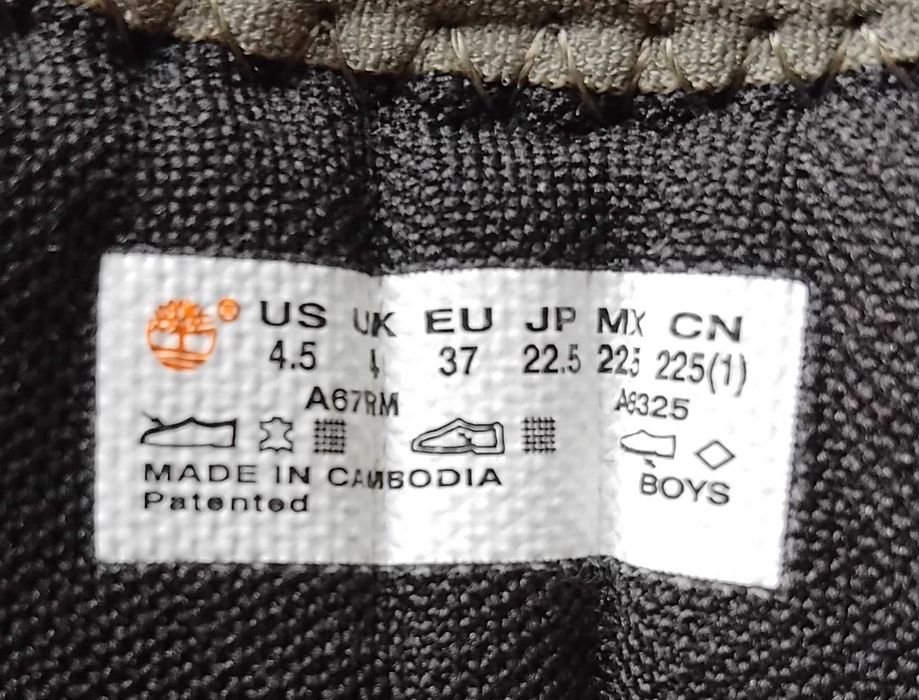 ® US UK EU JP MX CN
4.5 4 37 22.5 225 225(1)
A67RM A6325
MADE IN CAMBODIA
Patented
BOYS